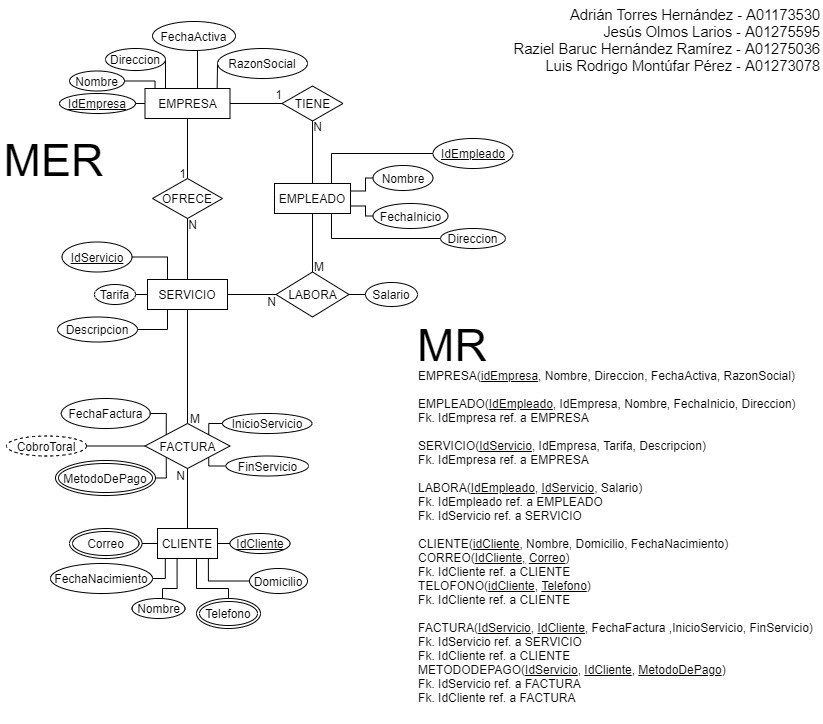 Adrián Torres Hernández - A01173530
Jesús Olmos Larios - A01275595
Raziel Baruc Hernández Ramírez - A01275036
Luis Rodrigo Montúfar Pérez - A01273078
FechaActiva
Direccion
RazonSocial
Nombre
IdEmpresa
EMPRESA
1
TIENE
N
MER
IdEmpleado
1
Nombre
OFRECE
EMPLEADO
FechaInicio
N
Direccion
IdServicio
M
Tarifa
SERVICIO
N
LABORA
Salario
Descripcion
MR
EMPRESA(idEmpresa, Nombre, Direccion, FechaActiva, RazonSocial)
EMPLEADO(IdEmpleado, IdEmpresa, Nombre, FechaInicio, Direccion)
Fk. IdEmpresa ref. a EMPRESA
SERVICIO(IdServicio, IdEmpresa, Tarifa, Descripcion)
Fk. IdEmpresa ref. a EMPRESA
LABORA(IdEmpleado, IdServicio, Salario)
Fk. IdEmpleado ref. a EMPLEADO
Fk. IdServicio ref. a SERVICIO
CLIENTE(idCliente, Nombre, Domicilio, FechaNacimiento)
CORREO(IdCliente, Correo)
Fk. IdCliente ref. a CLIENTE
TELOFONO(idCliente, Telefono)
Fk. IdCliente ref. a CLIENTE
FACTURA(IdServicio, IdCliente, FechaFactura ,InicioServicio, FinServicio)
Fk. IdServicio ref. a SERVICIO
Fk. IdCliente ref. a CLIENTE
METODODEPAGO(IdServicio, IdCliente, MetodoDePago)
Fk. IdServicio ref. a FACTURA
Fk. IdCliente ref. a FACTURA
FechaFactura
M
InicioServicio
CobroToral
FACTURA
FinServicio
MetodoDePago
N
Correo
CLIENTE
IdCliente
FechaNacimiento
Domicilio
Nombre
Telefono